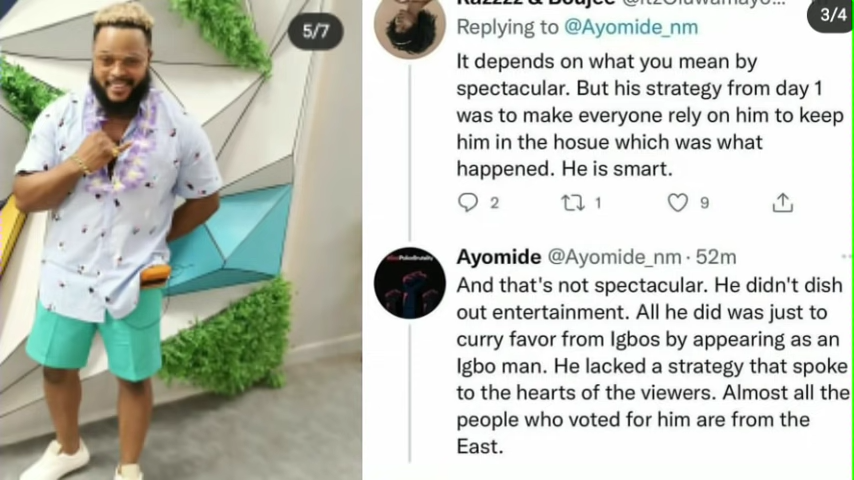 5/7
3/4
Replying to @Ayomide_nm
It depends on what you mean by
spectacular. But his strategy from day 1
was to make everyone rely on him to keep
him in the hosue which was what
happened. He is smart.
2 1 9
Ayomide @Ayomide_nm · 52m
And that's not spectacular. He didn't dish
out entertainment. All he did was just to
curry favor from Igbos by appearing as an
Igbo man. He lacked a strategy that spoke
to the hearts of the viewers. Almost all the
people who voted for him are from the
East.